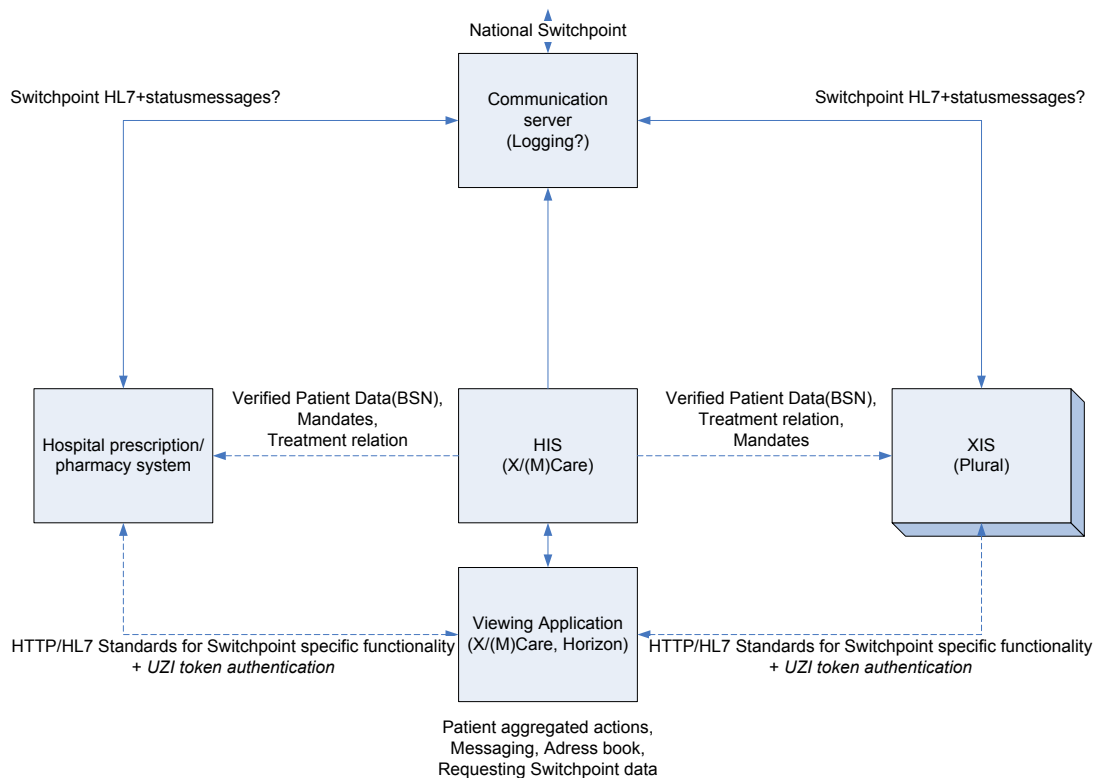 National Switchpoint
Switchpoint HL7+statusmessages?
Switchpoint HL7+statusmessages?
Communication
server
(Logging?)
Verified Patient Data(BSN),
Mandates,
Treatment relation
Verified Patient Data(BSN),
Treatment relation,
Mandates
Hospital prescription/
pharmacy system
HIS
(X/(M)Care)
XIS
(Plural)
Viewing Application
(X/(M)Care, Horizon)
HTTP/HL7 Standards for Switchpoint specific functionality
+ UZI token authentication
HTTP/HL7 Standards for Switchpoint specific functionality
+ UZI token authentication
Patient aggregated actions,
Messaging, Adress book,
Requesting Switchpoint data